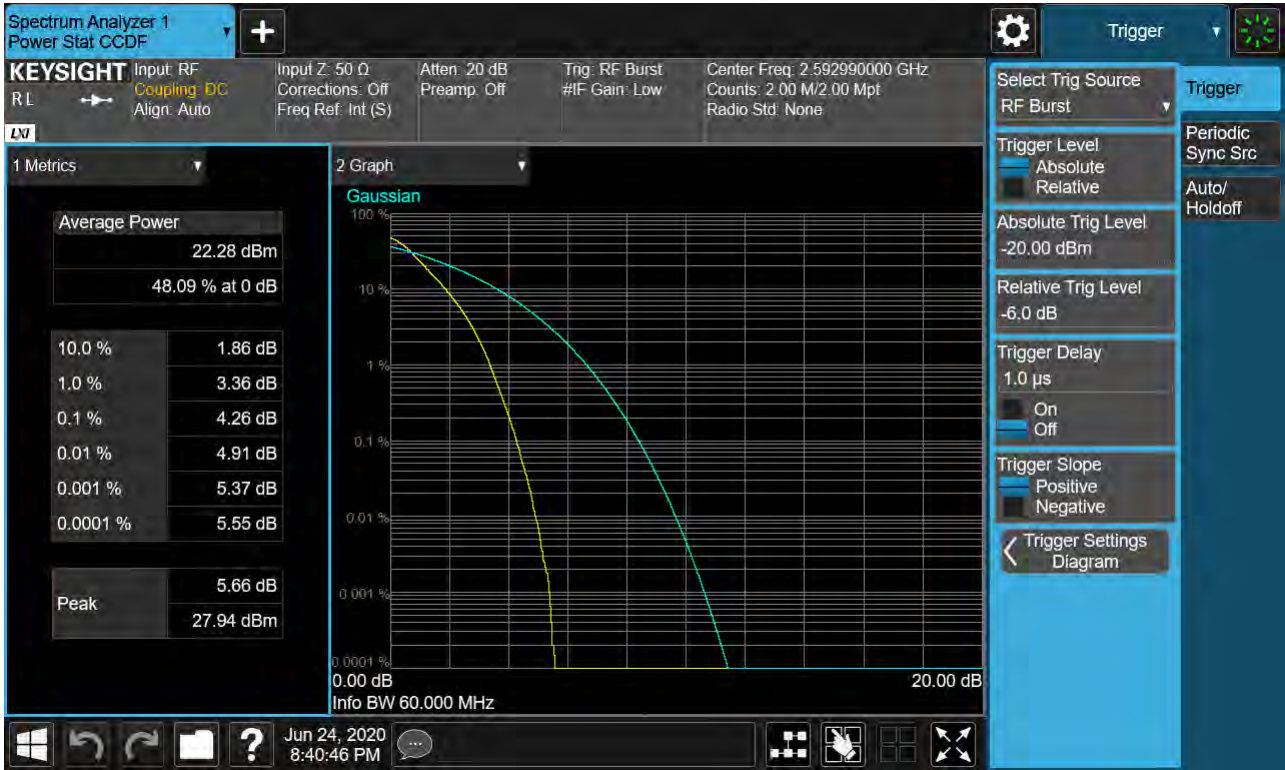 Spectrum Analyzer 1
Power Stat CCDF
+
Trigger
KEYSIGHT
RL
LXI
Input: RF
Coupling: DC
Align: Auto
Input Z: 50 Ω
Corrections: Off
Freq Ref: Int (S)
Atten: 20 dB
Preamp: Off
Trig: RF Burst
#IF Gain: Low
Center Freq: 2.592990000 GHz
Counts: 2.00 M/2.00 Mpt
Radio Std: None
1 Metrics
Average Power
22.28 dBm
48.09 % at 0 dB
10.0 % 1.86 dB
1.0 % 3.36 dB
0.1 % 4.26 dB
0.01 % 4.91 dB
0.001 % 5.37 dB
0.0001 % 5.55 dB
Peak
5.66 dB
27.94 dBm
2 Graph
Gaussian
100 %
10 %
1 %
0.1 %
0.01 %
0.001 %
0.0001 %
0.00 dB 20.00 dB
Info BW 60.000 MHz
Select Trig Source
RF Burst
Trigger Level
Absolute
Relative
Absolute Trig Level
-20.00 dBm
Relative Trig Level
-6.0 dB
Trigger Delay
1.0 µs
On
Off
Trigger Slope
Positive
Negative
Trigger Settings
Diagram
Trigger
Periodic
Sync Src
Auto/
Holdoff
?
Jun 24, 2020
8:40:46 PM